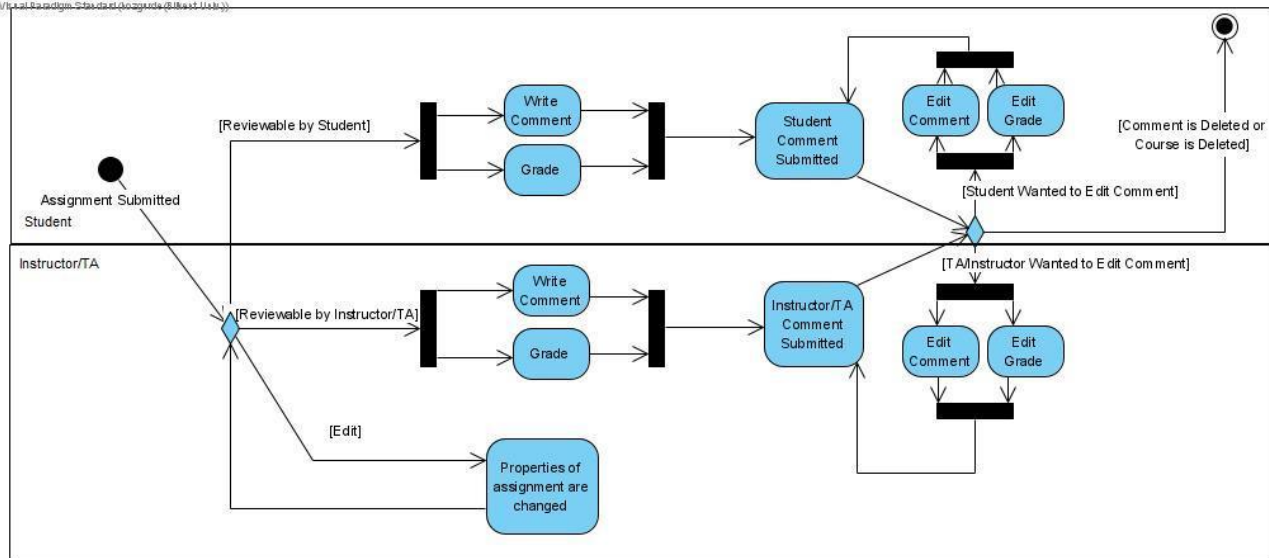 Visual Paradigm Standard
Write
Comment
Grade
[Reviewable by Student]
Student
Comment
Submitted
Edit
Comment
Edit
Grade
[Comment is Deleted or
Course is Deleted]
[Student Wanted to Edit Comment]
Assignment Submitted
Student
Instructor/TA
[TA/Instructor Wanted to Edit Comment]
[Reviewable by Instructor/TA]
Write
Comment
Grade
Instructor/TA
Comment
Submitted
Edit
Comment
Edit
Grade
[Edit]
Properties of
assignment are
changed